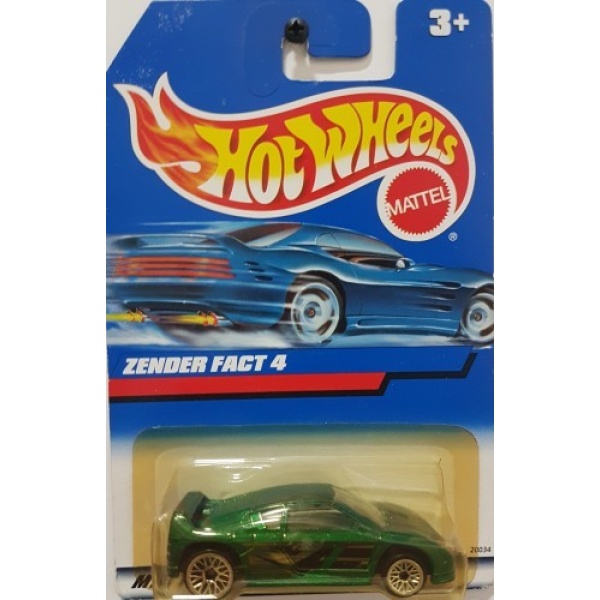 3+
HOT WHEELS
MATTEL
®
ZENDER FACT 4
20034